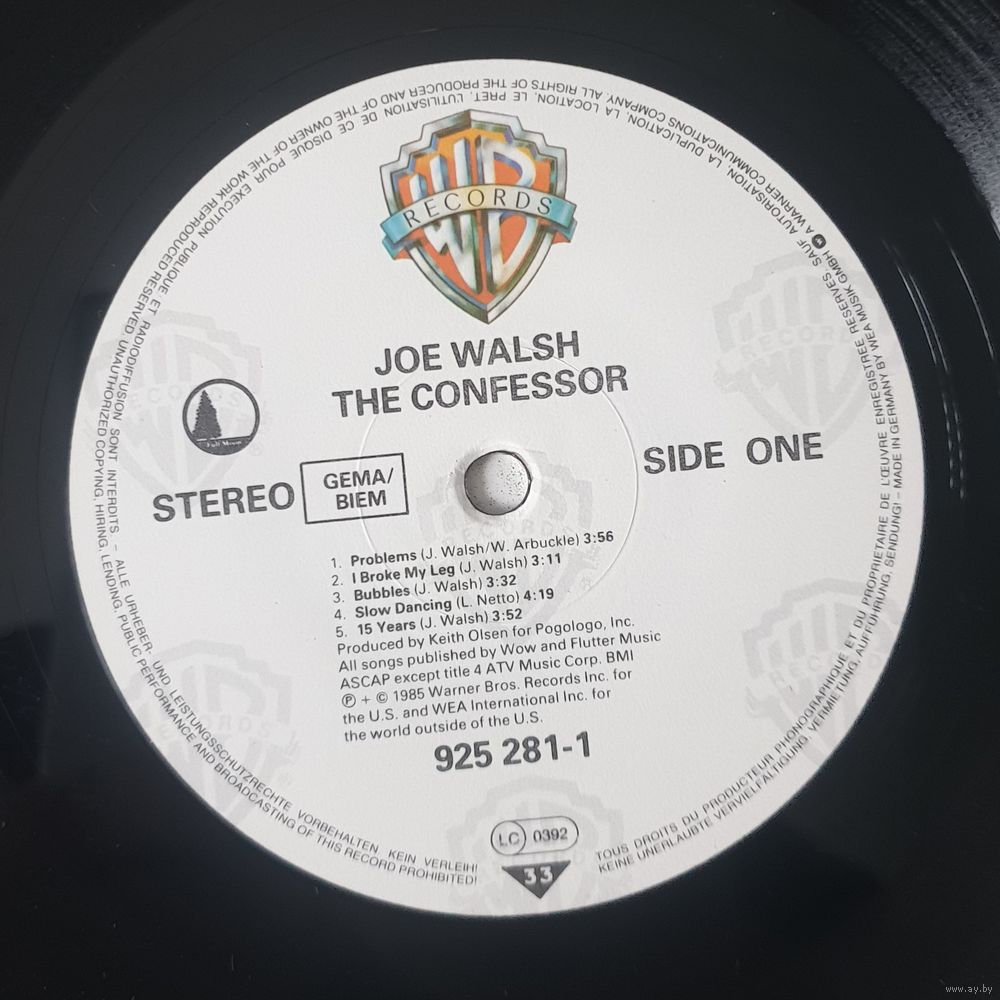 WB
RECORDS
JOE WALSH
THE CONFESSOR
Full Moon
STEREO
GEMA/
BIEM
SIDE ONE
1. Problems (J. Walsh/W. Arbuckle) 3:56
2. I Broke My Leg (J. Walsh) 3:11
3. Bubbles (J. Walsh) 3:32
4. Slow Dancing (L. Netto) 4:19
5. 15 Years (J. Walsh) 3:52
Produced by Keith Olsen for Pogologo, Inc.
All songs published by Wow and Flutter Music
ASCAP except title 4 ATV Music Corp. BMI
℗ + © 1985 Warner Bros. Records Inc. for
the U.S. and WEA International Inc. for
the world outside of the U.S.
925 281-1
LC 0392
33
TOUS DROITS DU PRODUCTEUR PHONOGRAPHIQUE ET DU PROPRIETAIRE DE L'ŒUVRE ENREGISTREE RESERVES. SAUF AUTORISATION, LA DUPLICATION, LA LOCATION, LE PRET, L'UTILISATION DE CE DISQUE POUR EXECUTION PUBLIQUE ET RADIODIFFUSION SONT INTERDITS. – ALLE URHEBER- UND LEISTUNGSSCHUTZRECHTE VORBEHALTEN. KEIN VERLEIH!
KEINE UNERLAUBTE VERVIELFÄLTIGUNG, VERMIETUNG, AUFFÜHRUNG, SENDUNG! – MADE IN GERMANY BY WEA MUSIK GMBH A WARNER COMMUNICATIONS COMPANY. ALL RIGHTS OF THE PRODUCER AND OF THE OWNER OF THE WORK REPRODUCED RESERVED UNAUTHORIZED COPYING, HIRING, LENDING, PUBLIC PERFORMANCE AND BROADCASTING OF THIS RECORD PROHIBITED!
www.ay.by